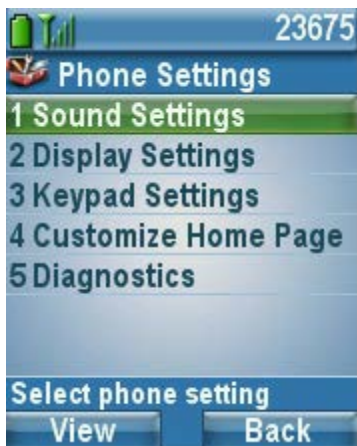 23675
Phone Settings
1 Sound Settings
2 Display Settings
3 Keypad Settings
4 Customize Home Page
5 Diagnostics
Select phone setting
View Back